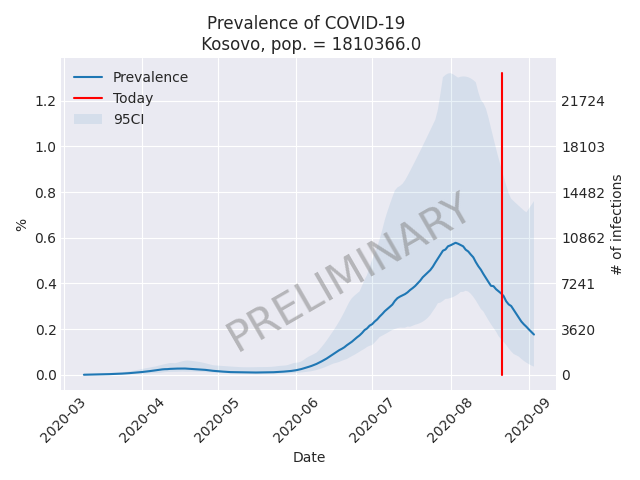 Prevalence of COVID-19
Kosovo, pop. = 1810366.0
Prevalence
Today
95CI
1.2
1.0
0.8
0.6
0.4
0.2
0.0
%
21724
18103
14482
10862
7241
3620
0
# of infections
PRELIMINARY
2020-03
2020-04
2020-05
2020-06
2020-07
2020-08
2020-09
Date